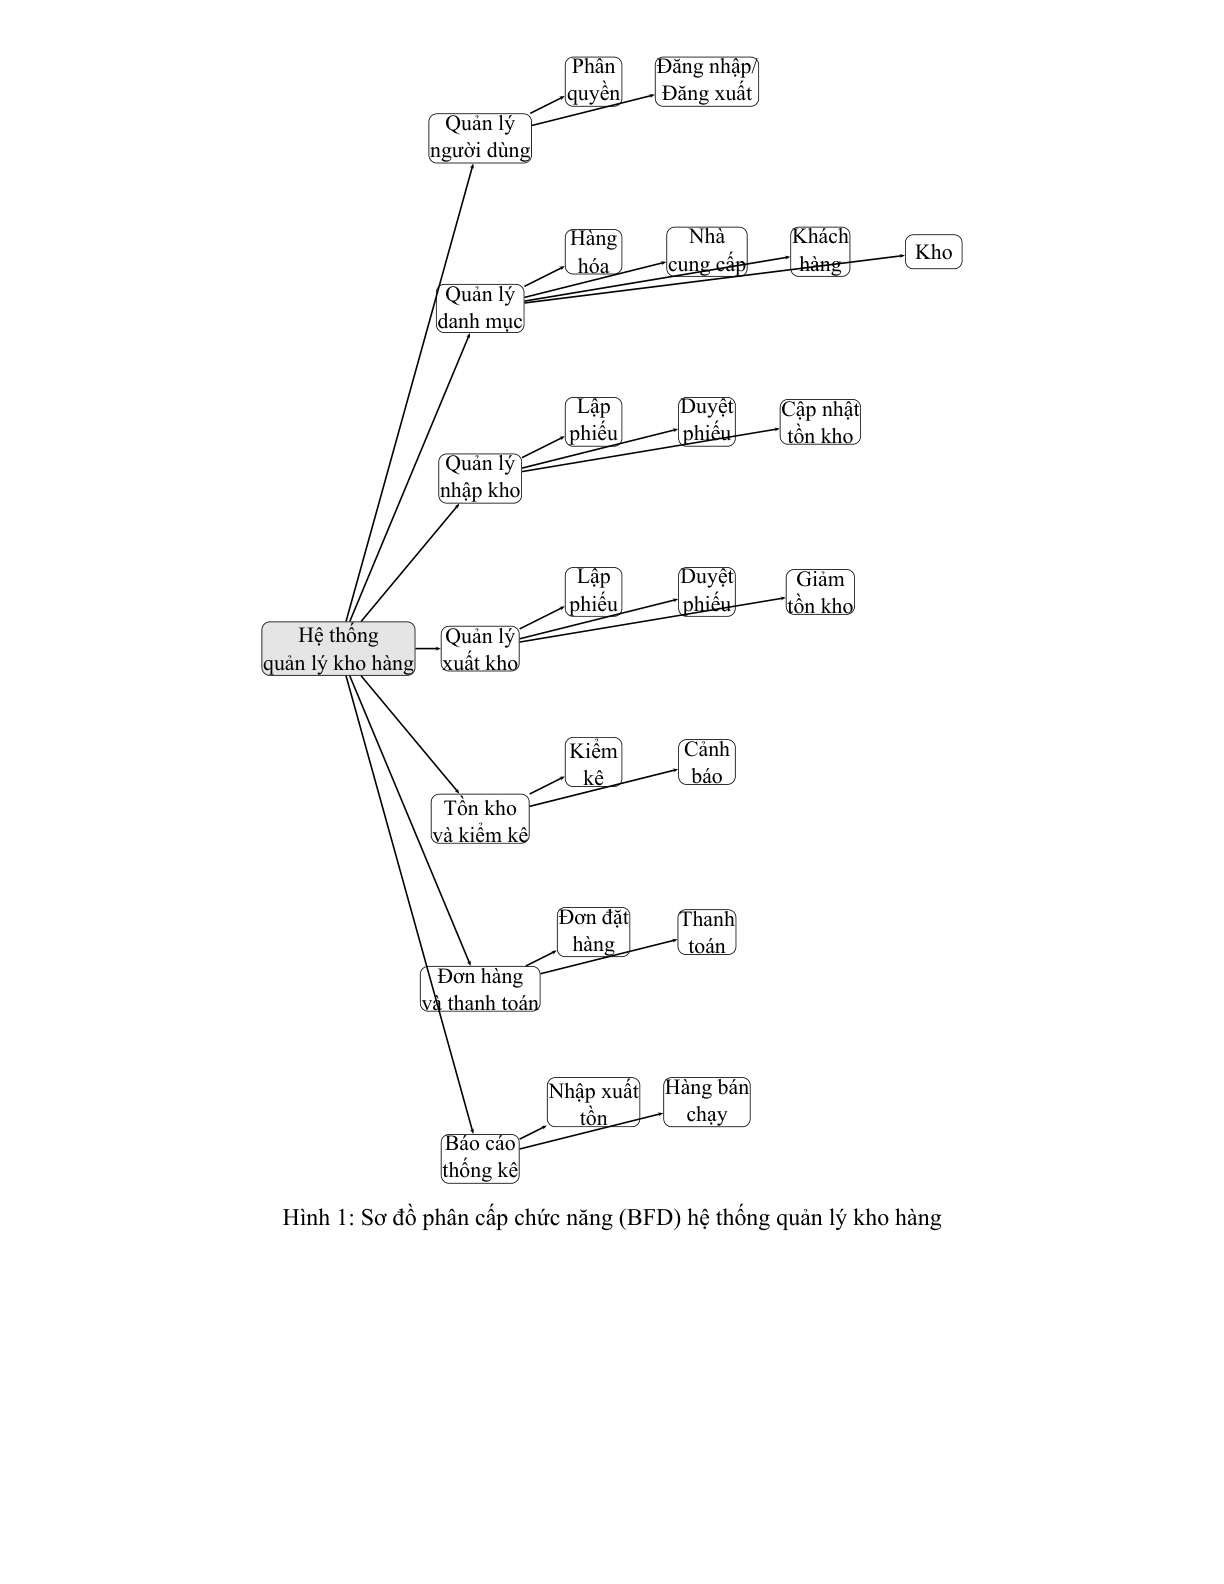 Phân
quyền
Đăng nhập/
Đăng xuất
Quản lý
người dùng
Hàng
hóa
Nhà
cung cấp
Khách
hàng
Kho
Quản lý
danh mục
Lập
phiếu
Duyệt
phiếu
Cập nhật
tồn kho
Quản lý
nhập kho
Lập
phiếu
Duyệt
phiếu
Giảm
tồn kho
Hệ thống
quản lý kho hàng
Quản lý
xuất kho
Kiểm
kê
Cảnh
báo
Tồn kho
và kiểm kê
Đơn đặt
hàng
Thanh
toán
Đơn hàng
và thanh toán
Nhập xuất
tồn
Hàng bán
chạy
Báo cáo
thống kê
Hình 1: Sơ đồ phân cấp chức năng (BFD) hệ thống quản lý kho hàng